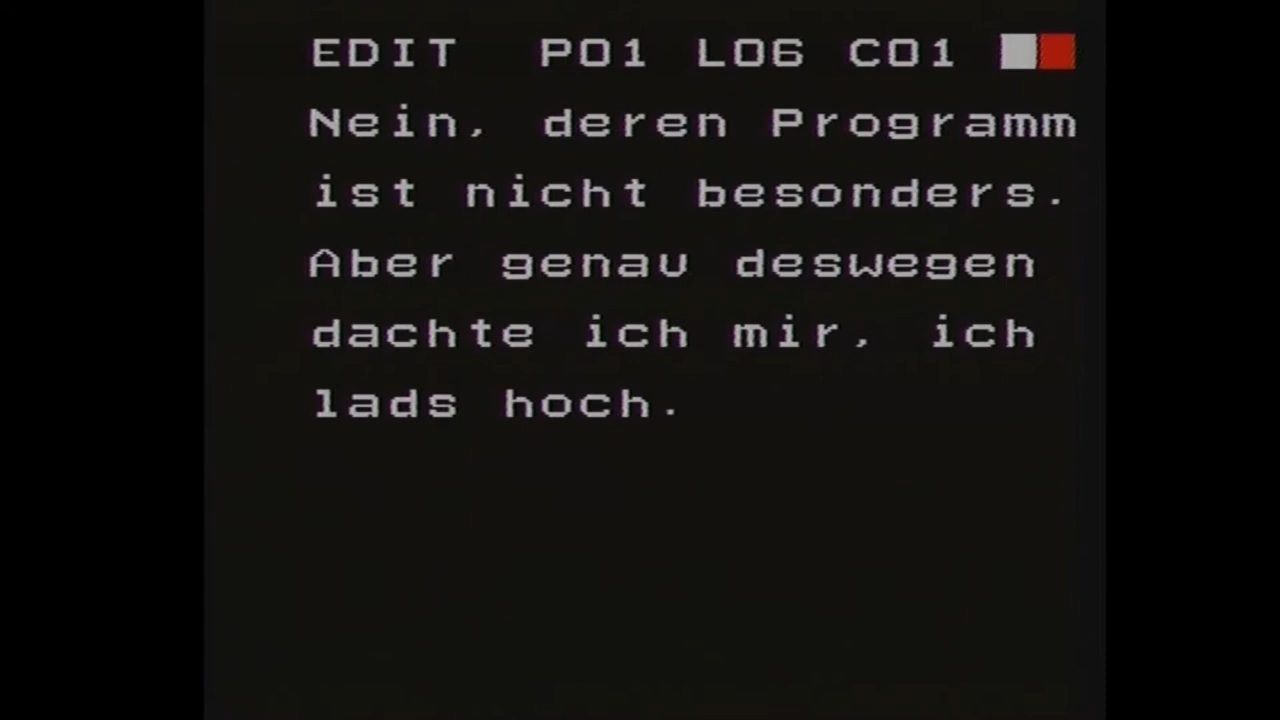 EDIT P01 L06 C01
Nein, deren Programm
ist nicht besonders.
Aber genau deswegen
dachte ich mir, ich
lads hoch.